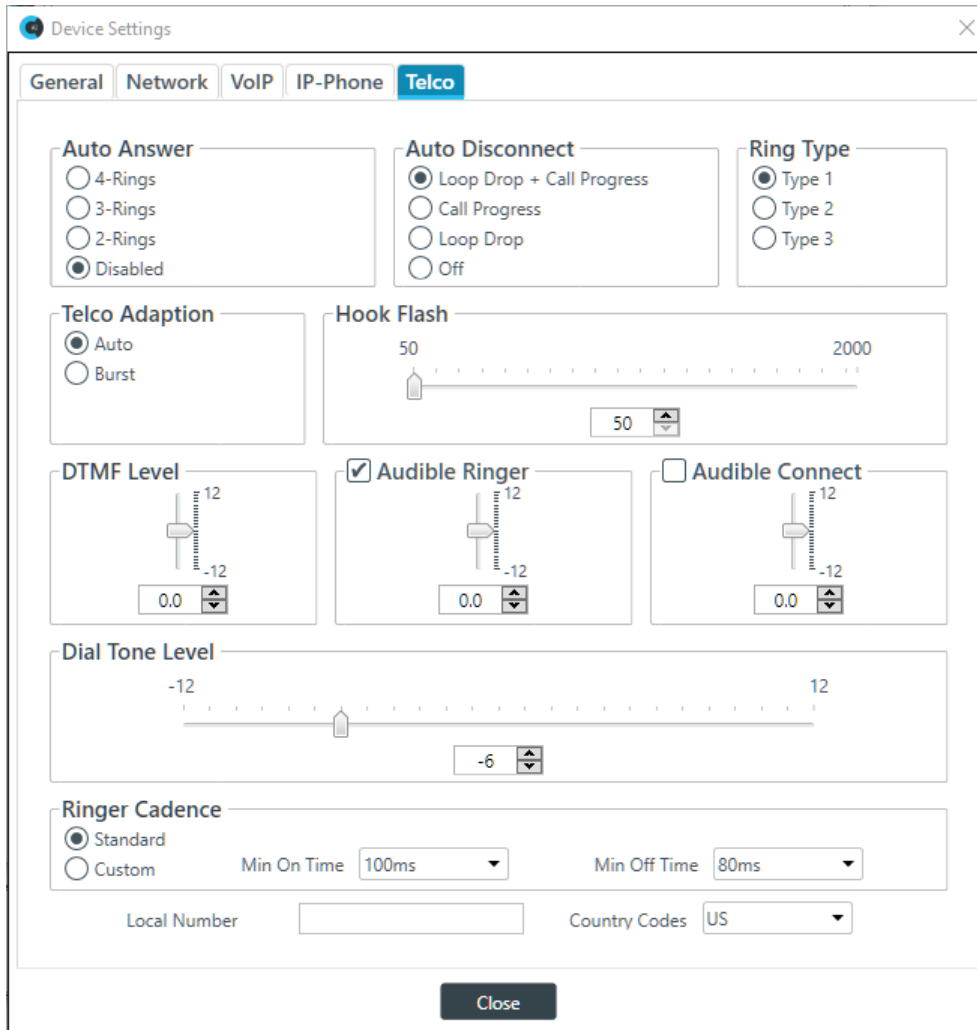 Device Settings
General Network VoIP IP-Phone Telco
Auto Answer
4-Rings
3-Rings
2-Rings
Disabled
Auto Disconnect
Loop Drop + Call Progress
Call Progress
Loop Drop
Off
Ring Type
Type 1
Type 2
Type 3
Telco Adaption
Auto
Burst
Hook Flash
50 2000
50
DTMF Level
12
-12
0.0
Audible Ringer
12
-12
0.0
Audible Connect
12
-12
0.0
Dial Tone Level
-12 12
-6
Ringer Cadence
Standard
Custom
Min On Time 100ms Min Off Time 80ms
Local Number Country Codes US
Close